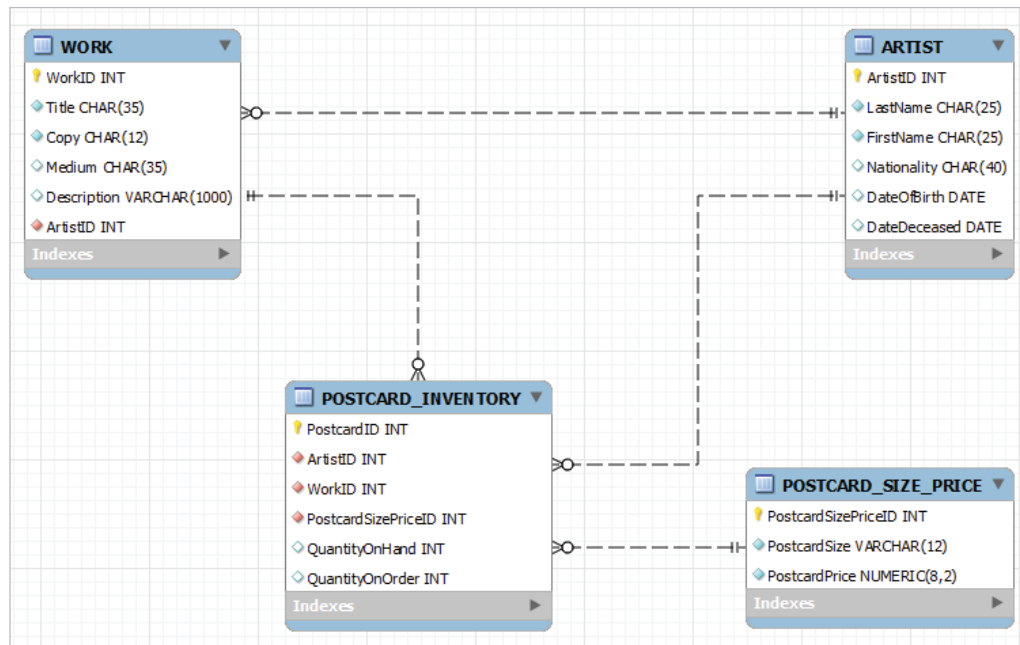 WORK
WorkID INT
Title CHAR(35)
Copy CHAR(12)
Medium CHAR(35)
Description VARCHAR(1000)
ArtistID INT
Indexes
ARTIST
ArtistID INT
LastName CHAR(25)
FirstName CHAR(25)
Nationality CHAR(40)
DateOfBirth DATE
DateDeceased DATE
Indexes
POSTCARD_INVENTORY
PostcardID INT
ArtistID INT
WorkID INT
PostcardSizePriceID INT
QuantityOnHand INT
QuantityOnOrder INT
Indexes
POSTCARD_SIZE_PRICE
PostcardSizePriceID INT
PostcardSize VARCHAR(12)
PostcardPrice NUMERIC(8,2)
Indexes